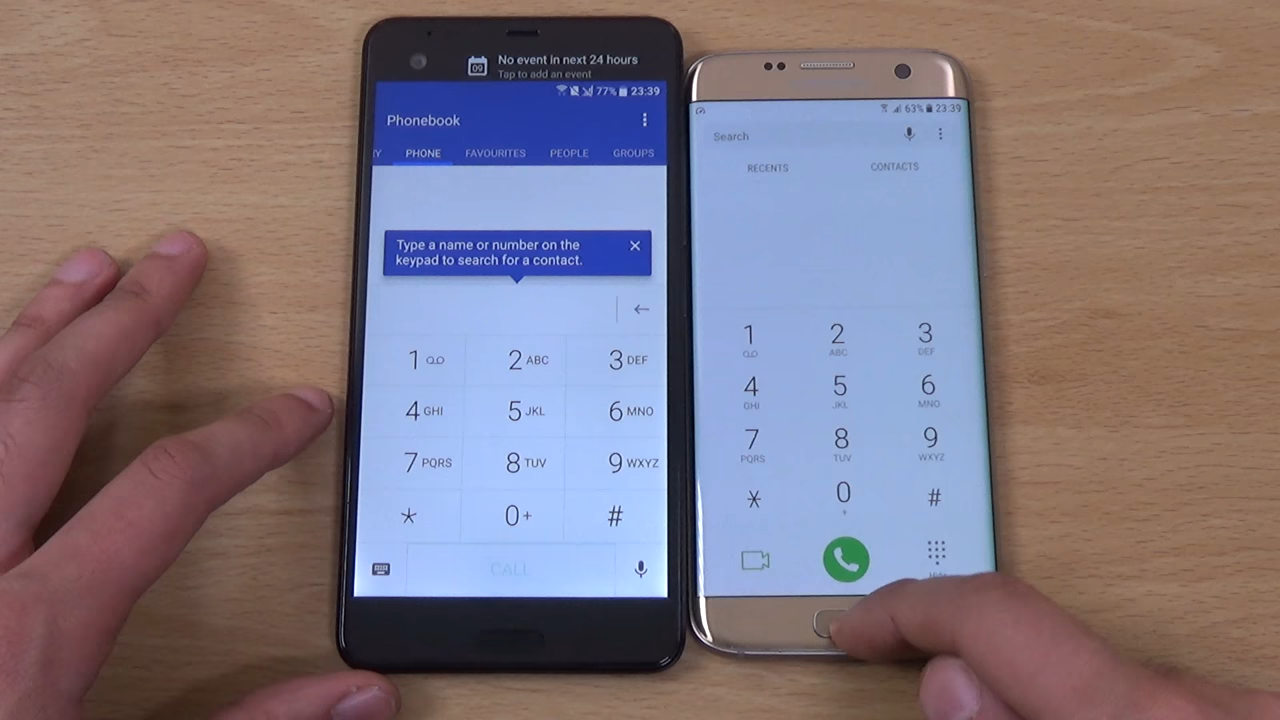 No event in next 24 hours
09
Tap to add an event
77% 23:39
Phonebook
RY PHONE FAVOURITES PEOPLE GROUPS
Type a name or number on the
keypad to search for a contact.
1 2 ABC 3 DEF
4 GHI 5 JKL 6 MNO
7 PQRS 8 TUV 9 WXYZ
* 0+ #
CALL
63% 23:39
Search
RECENTS CONTACTS
1 2 3
ABC DEF
4 5 6
GHI JKL MNO
7 8 9
PQRS TUV WXYZ
* 0 #
+
Hide